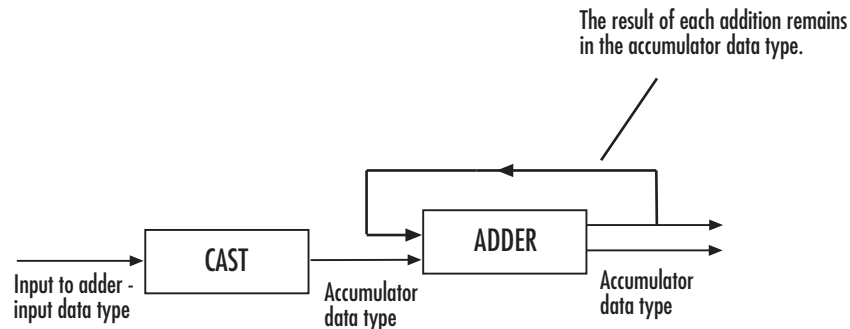 The result of each addition remains
in the accumulator data type.
CAST
ADDER
Input to adder -
input data type
Accumulator
data type
Accumulator
data type